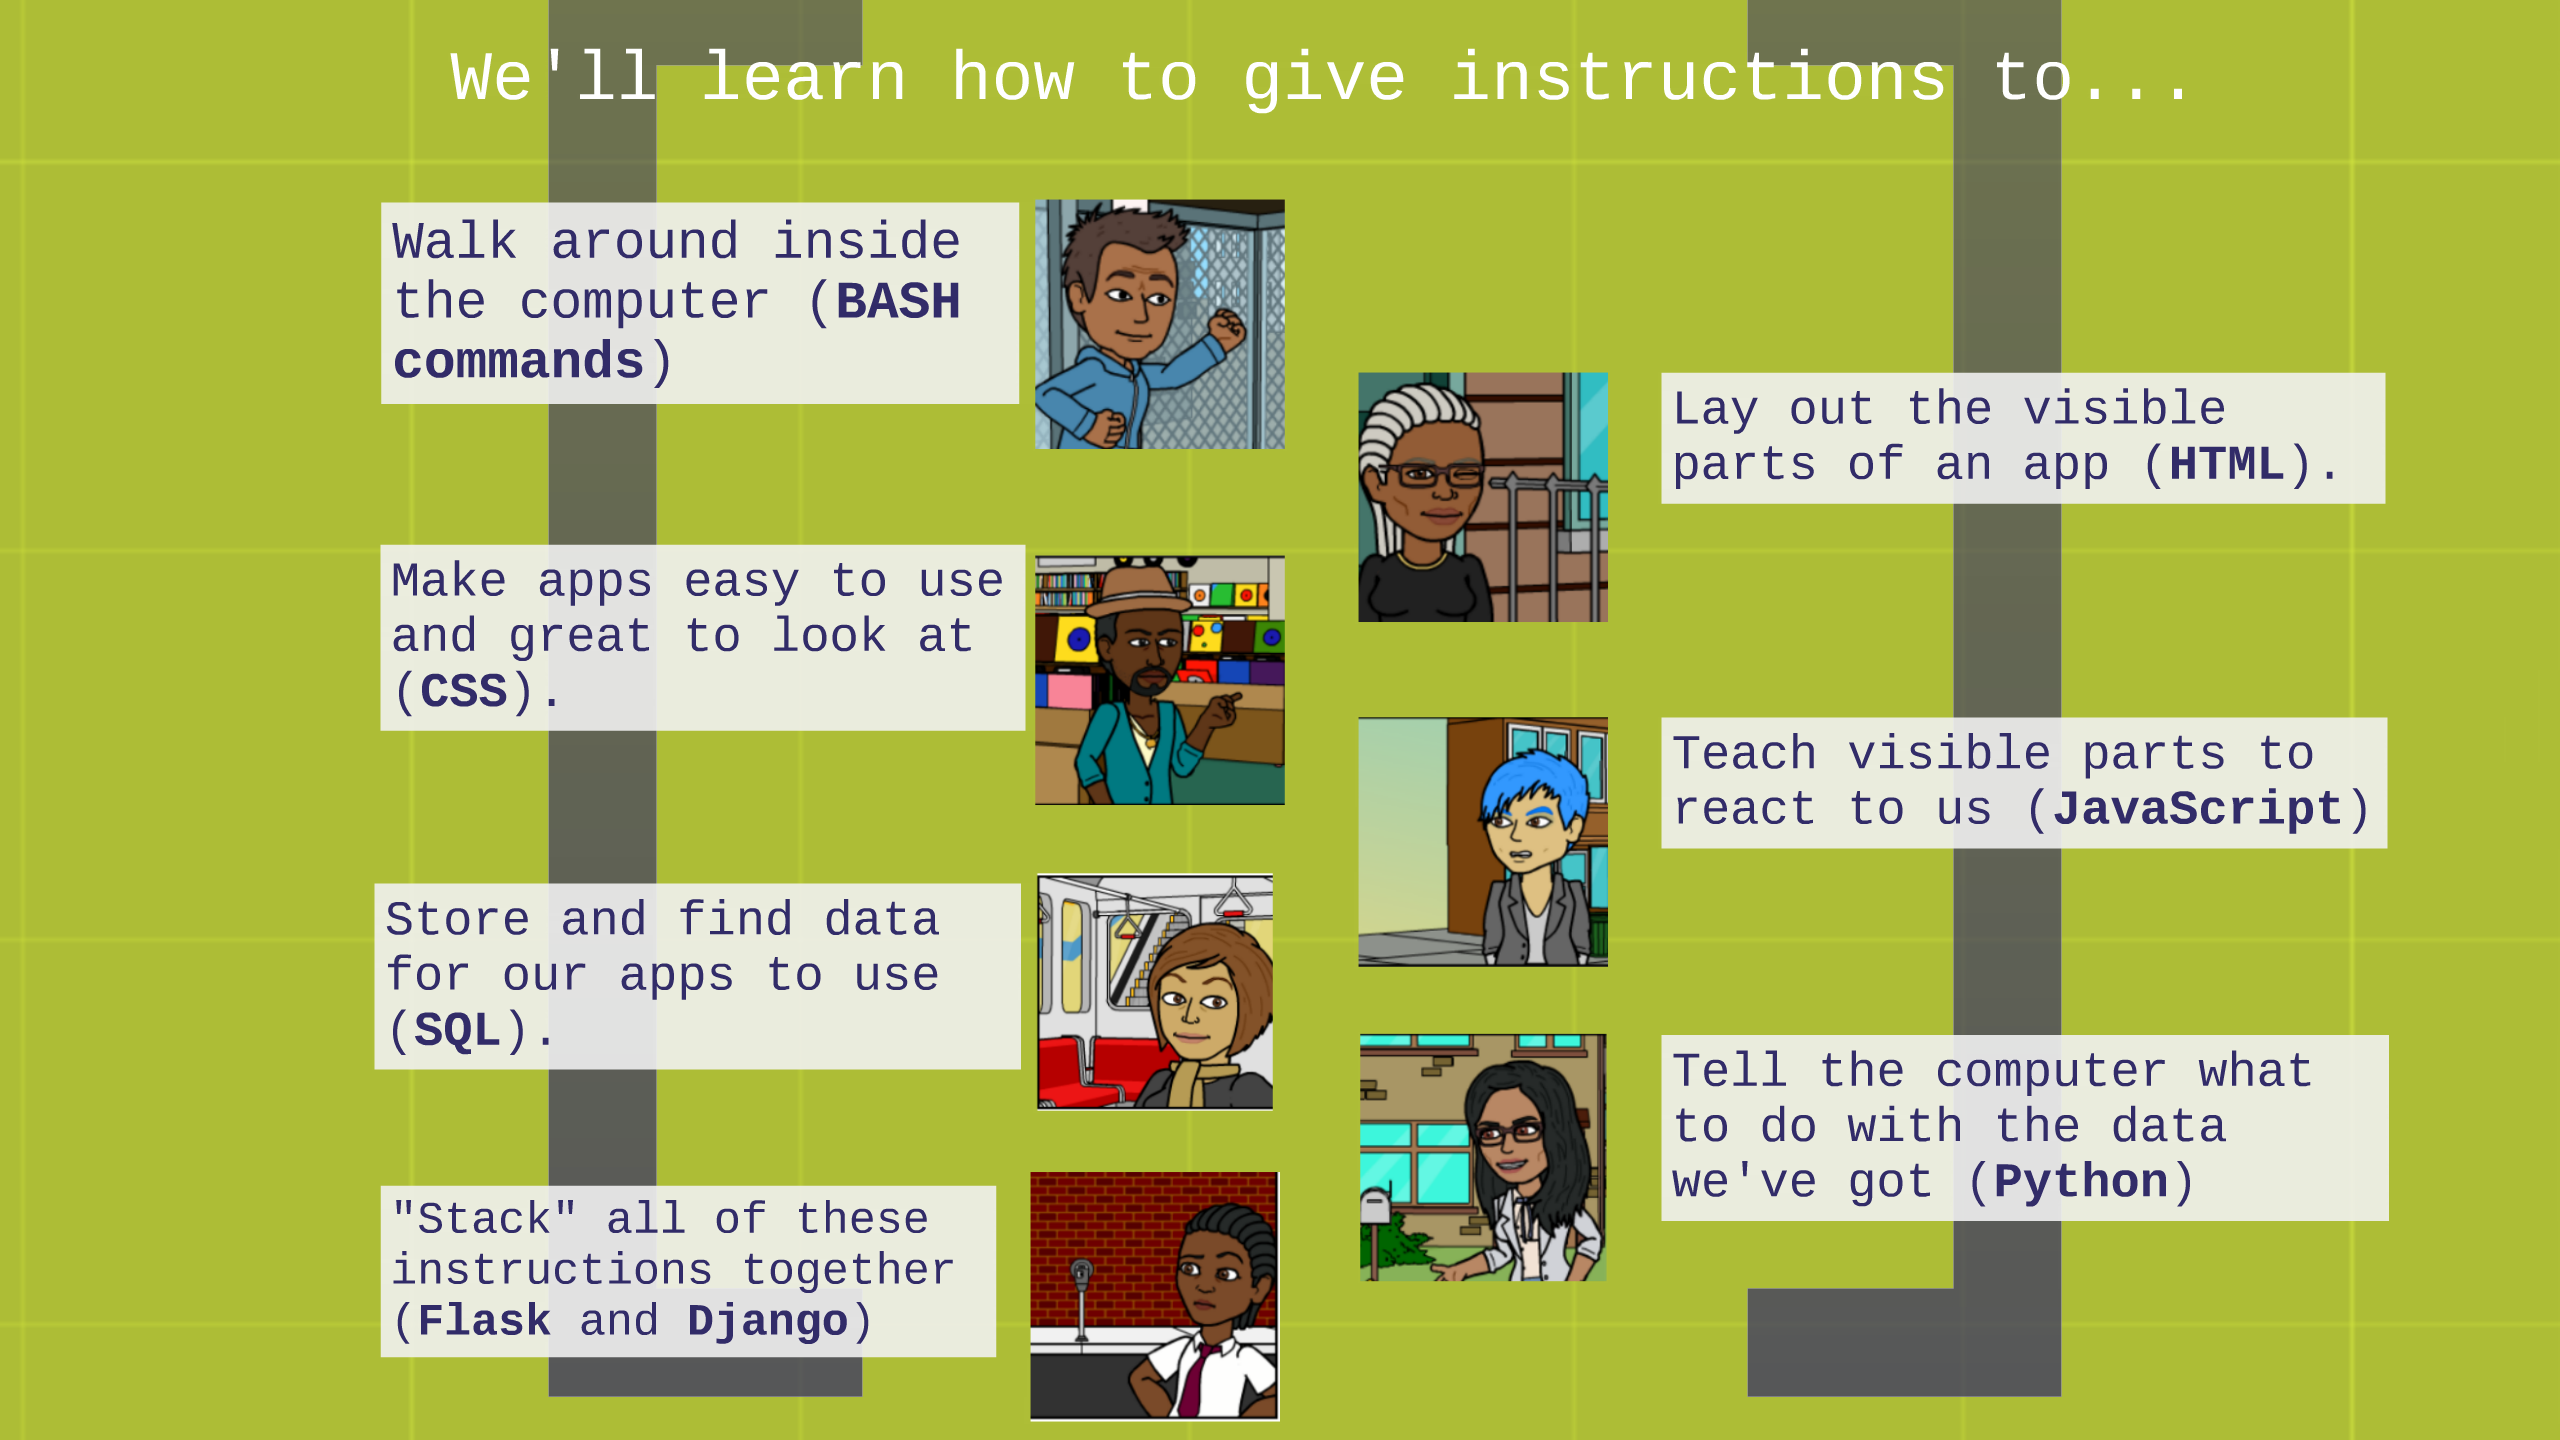 We'll learn how to give instructions to...
Walk around inside
the computer (BASH
commands)
Lay out the visible
parts of an app (HTML).
Make apps easy to use
and great to look at
(CSS).
Teach visible parts to
react to us (JavaScript)
Store and find data
for our apps to use
(SQL).
Tell the computer what
to do with the data
we've got (Python)
"Stack" all of these
instructions together
(Flask and Django)